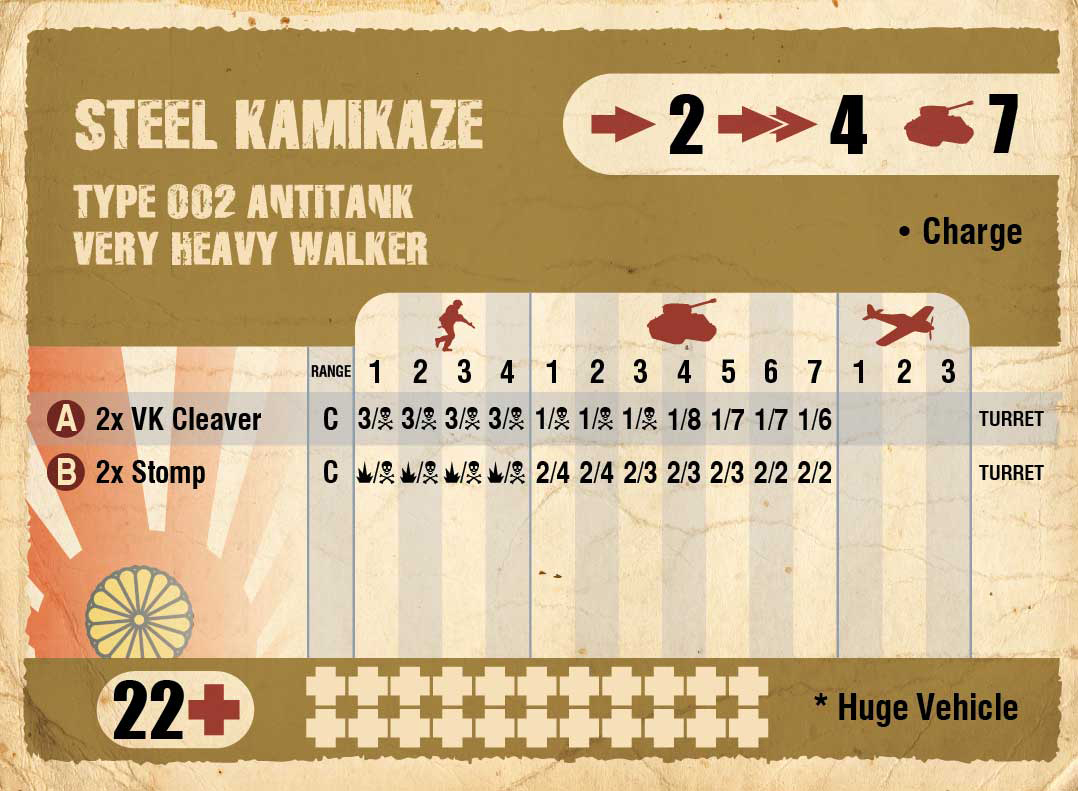 STEEL KAMIKAZE
2 4 7
TYPE 002 ANTITANK
VERY HEAVY WALKER
• Charge
RANGE 1 2 3 4 1 2 3 4 5 6 7 1 2 3
A 2x VK Cleaver C 3/☠ 3/☠ 3/☠ 3/☠ 1/☠ 1/☠ 1/☠ 1/8 1/7 1/7 1/6 TURRET
B 2x Stomp C /☠ /☠ /☠ /☠ 2/4 2/4 2/3 2/3 2/3 2/2 2/2 TURRET
22
* Huge Vehicle